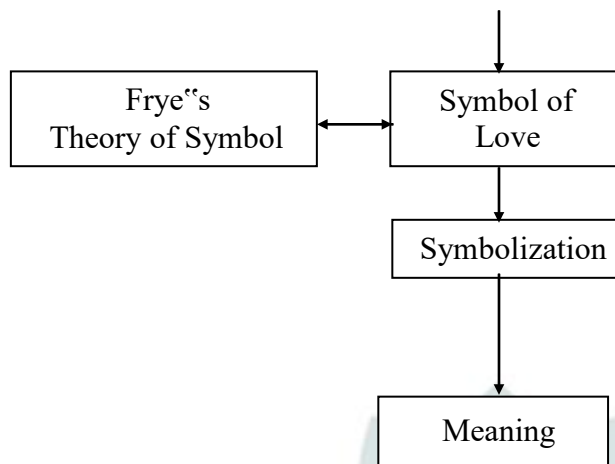 Frye‟s
Theory of Symbol
Symbol of
Love
Symbolization
Meaning